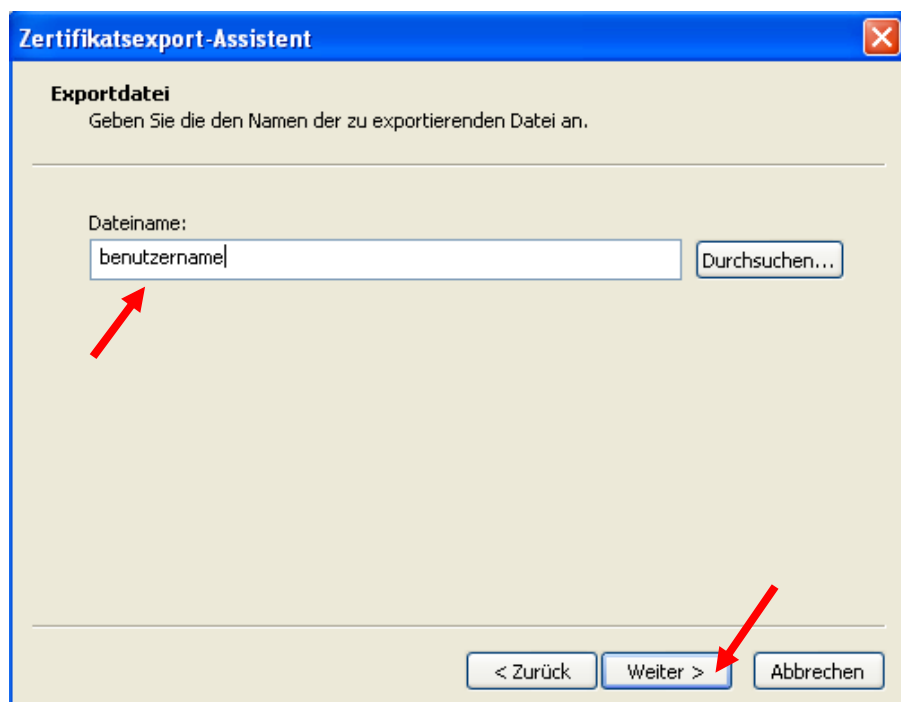 Zertifikatsexport-Assistent
Exportdatei
Geben Sie die den Namen der zu exportierenden Datei an.
Dateiname:
benutzername
Durchsuchen...
< Zurück
Weiter >
Abbrechen